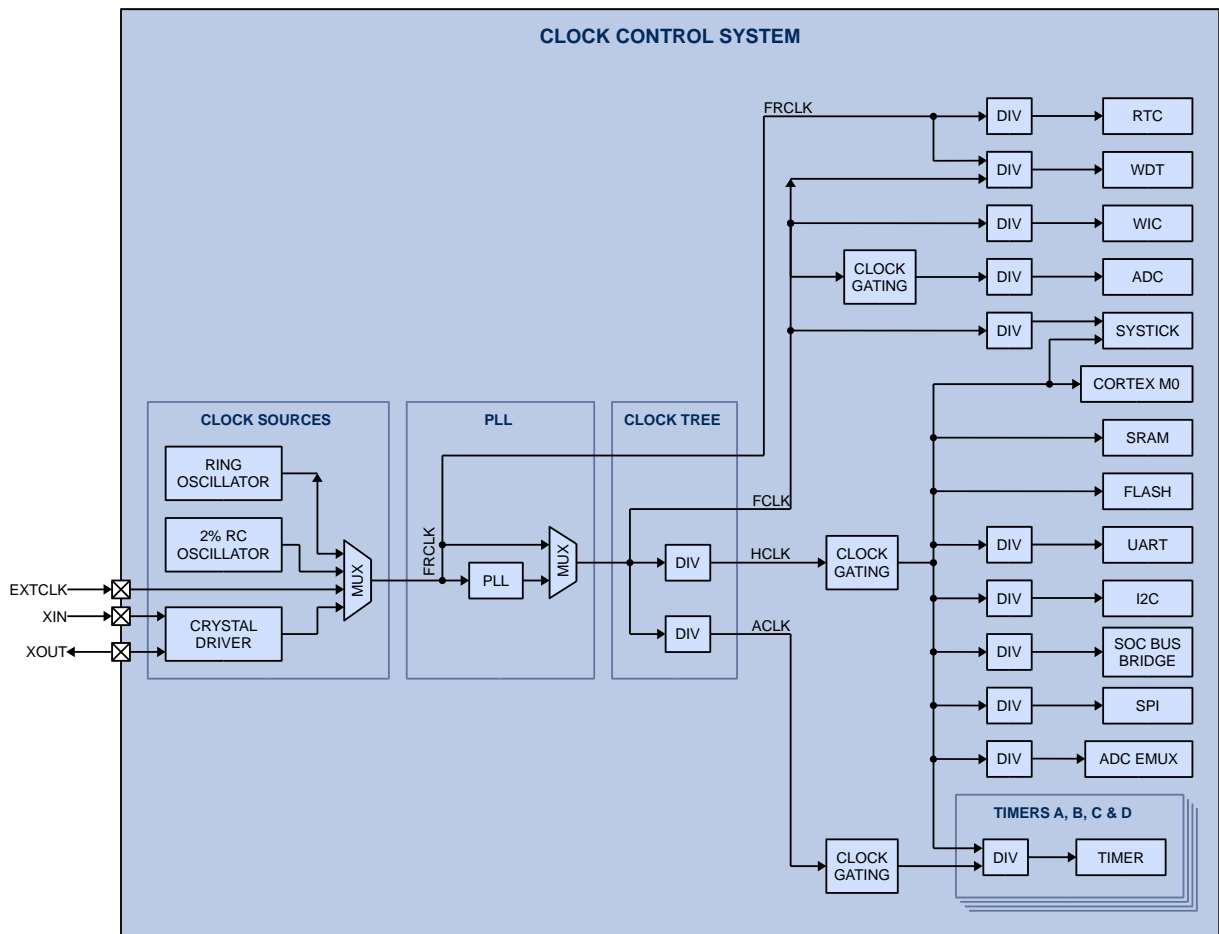 CLOCK CONTROL SYSTEM
FRCLK
DIV
RTC
DIV
WDT
DIV
WIC
CLOCK
GATING
DIV
ADC
DIV
SYSTICK
CORTEX M0
CLOCK SOURCES
PLL
CLOCK TREE
SRAM
RING
OSCILLATOR
FLASH
2% RC
OSCILLATOR
MUX
FRCLK
PLL
MUX
FCLK
DIV
HCLK
CLOCK
GATING
DIV
UART
EXTCLK
XIN
XOUT
CRYSTAL
DRIVER
DIV
ACLK
DIV
I2C
DIV
SOC BUS
BRIDGE
DIV
SPI
DIV
ADC EMUX
TIMERS A, B, C & D
CLOCK
GATING
DIV
TIMER